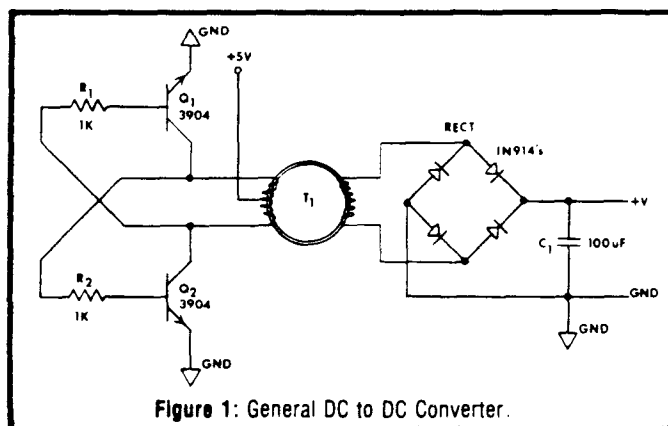 GND
+5V
R1
1K
Q1
3904
RECT
IN914's
T1
+V
C1
100uF
GND
R2
1K
Q2
3904
GND
GND
Figure 1: General DC to DC Converter.